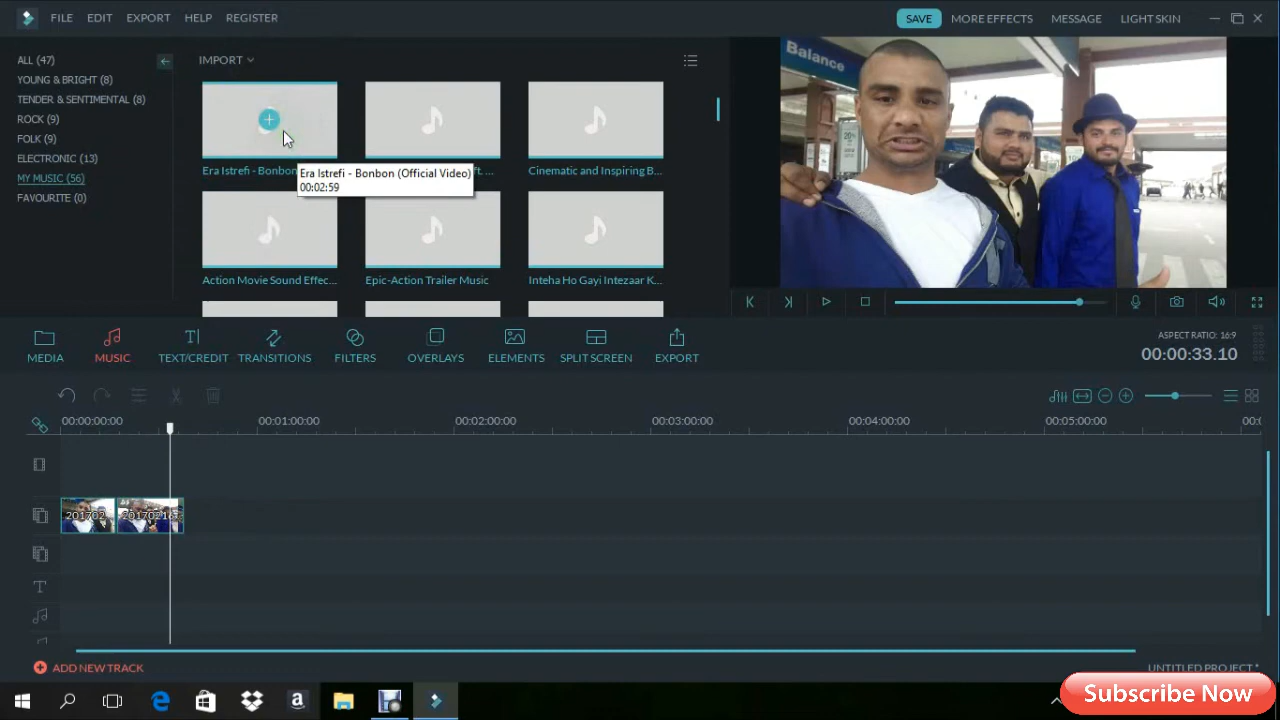 FILE EDIT EXPORT HELP REGISTER SAVE MORE EFFECTS MESSAGE LIGHT SKIN
ALL (47)
YOUNG & BRIGHT (8)
TENDER & SENTIMENTAL (8)
ROCK (9)
FOLK (9)
ELECTRONIC (13)
MY MUSIC (56)
FAVOURITE (0)
IMPORT
Era Istrefi - Bonbon
ft. ...
Cinematic and Inspiring B...
Era Istrefi - Bonbon (Official Video)
00:02:59
Action Movie Sound Effec...
Epic-Action Trailer Music
Inteha Ho Gayi Intezaar K...
Balance
MEDIA MUSIC TEXT/CREDIT TRANSITIONS FILTERS OVERLAYS ELEMENTS SPLIT SCREEN EXPORT
ASPECT RATIO: 16:9
00:00:33.10
00:00:00:00 00:01:00:00 00:02:00:00 00:03:00:00 00:04:00:00 00:05:00:00 00:0
201702 2017021
ADD NEW TRACK
UNTITLED PROJECT *
Subscribe Now